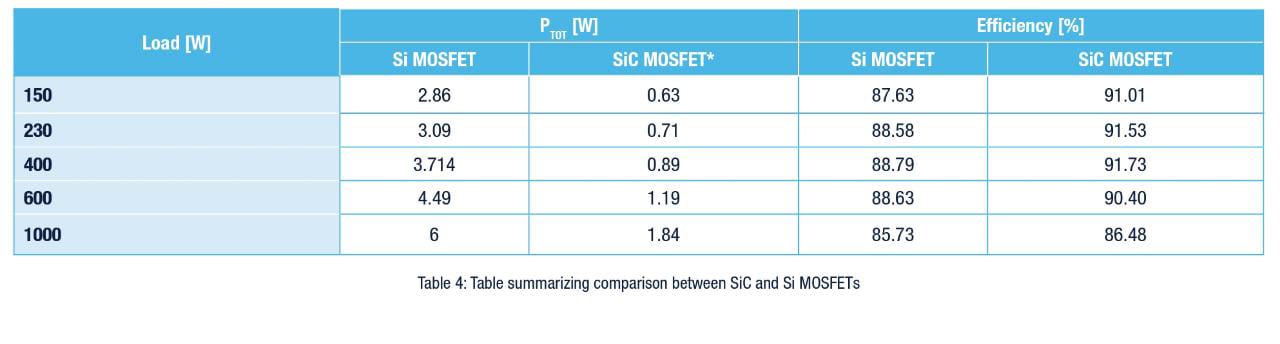 Load [W] P_TOT [W] Efficiency [%]
Si MOSFET SiC MOSFET* Si MOSFET SiC MOSFET
150 2.86 0.63 87.63 91.01
230 3.09 0.71 88.58 91.53
400 3.714 0.89 88.79 91.73
600 4.49 1.19 88.63 90.40
1000 6 1.84 85.73 86.48
Table 4: Table summarizing comparison between SiC and Si MOSFETs